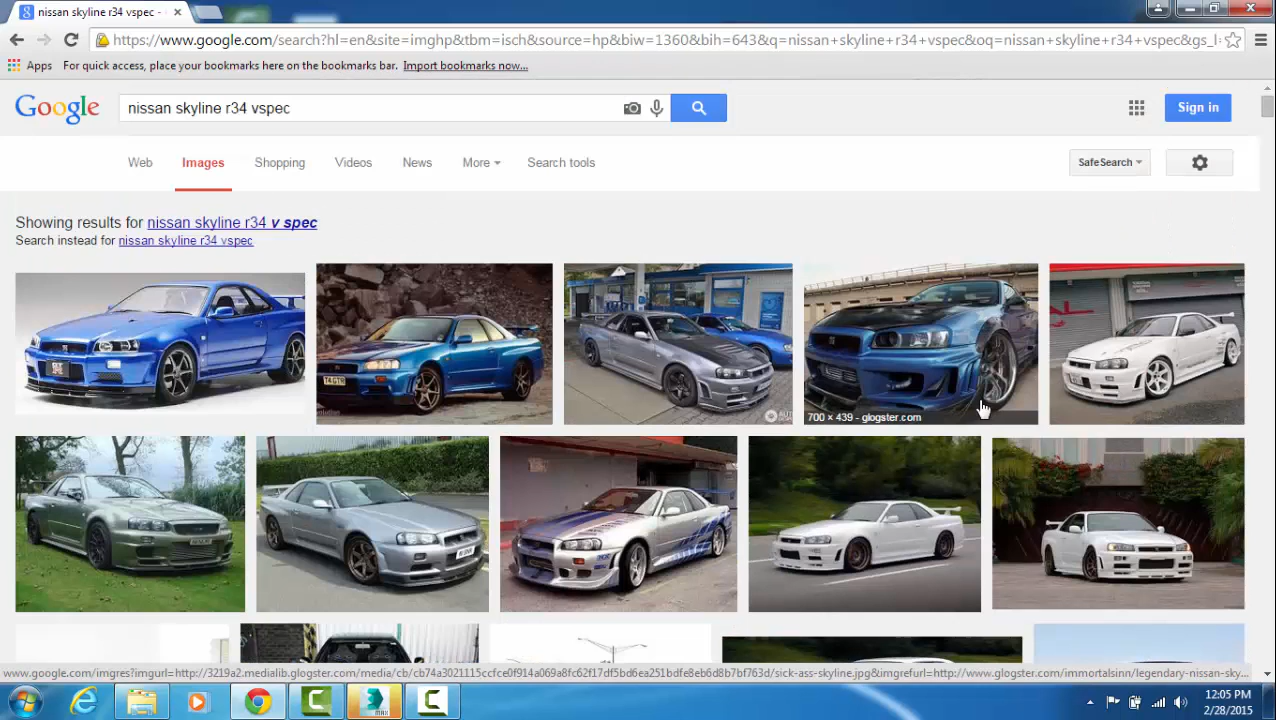 nissan skyline r34 vspec -
https://www.google.com/search?hl=en&site=imghp&tbm=isch&source=hp&biw=1360&bih=643&q=nissan+skyline+r34+vspec&oq=nissan+skyline+r34+vspec&gs_l
Apps For quick access, place your bookmarks here on the bookmarks bar. Import bookmarks now...
Google nissan skyline r34 vspec Sign in
Web Images Shopping Videos News More Search tools SafeSearch
Showing results for nissan skyline r34 v spec
Search instead for nissan skyline r34 vspec
700 × 439 - glogster.com
www.google.com/imgres?imgurl=http://3219a2.medialib.glogster.com/media/cb/cb74a3021115ccfce0f914a069a8fc62f17df5bd6ea251bdfe8eb6d8b7bf763d/sick-ass-skyline.jpg&imgrefurl=http://www.glogster.com/immortalsinn/legendary-nissan-sky...
MAX
12:05 PM
2/28/2015